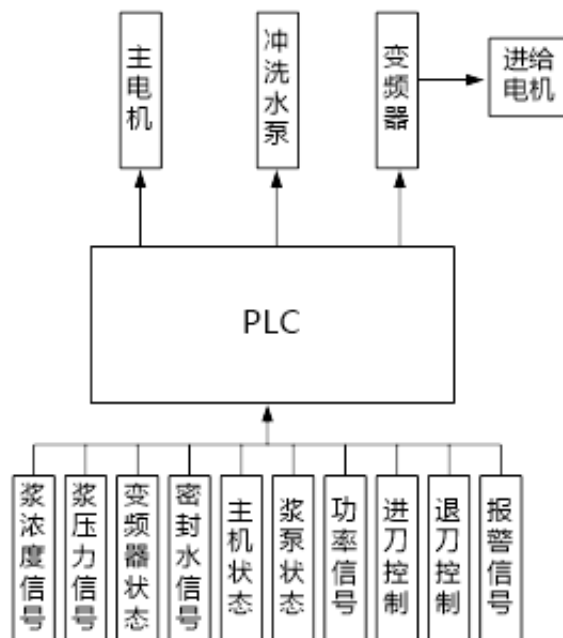 主电机
冲洗水泵
变频器
进给
电机
PLC
浆浓度信号
浆压力信号
变频器状态
密封水信号
主机状态
浆泵状态
功率信号
进刀控制
退刀控制
报警信号